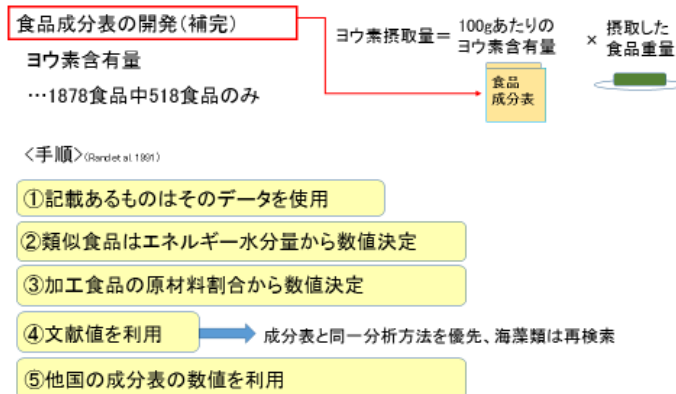 食品成分表の開発(補完)
ヨウ素含有量
…1878食品中518食品のみ
ヨウ素摂取量=
100gあたりの
ヨウ素含有量
×
摂取した
食品重量
食品
成分表
<手順>(Rand et al. 1991)
①記載あるものはそのデータを使用
②類似食品はエネルギー水分量から数値決定
③加工食品の原材料割合から数値決定
④文献値を利用
成分表と同一分析方法を優先、海藻類は再検索
⑤他国の成分表の数値を利用